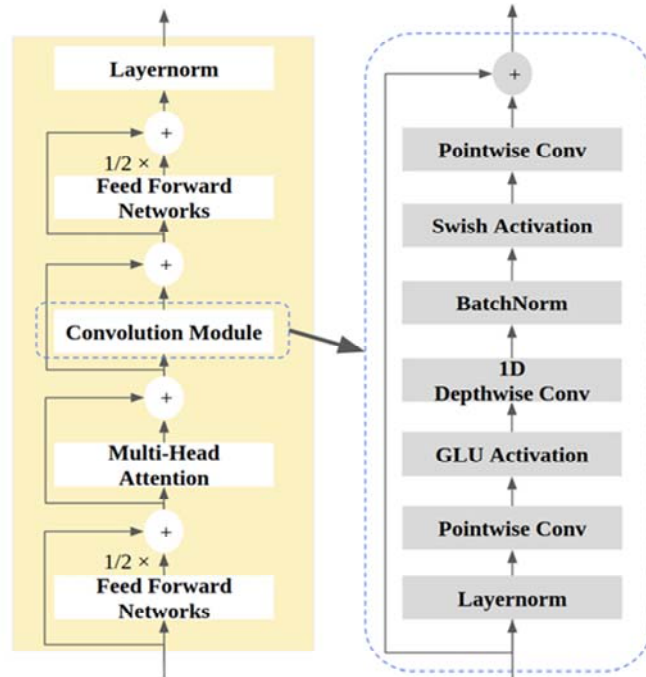 Layernorm
+
1/2 ×
Feed Forward
Networks
+
Convolution Module
+
Multi-Head
Attention
+
1/2 ×
Feed Forward
Networks
+
Pointwise Conv
Swish Activation
BatchNorm
1D
Depthwise Conv
GLU Activation
Pointwise Conv
Layernorm